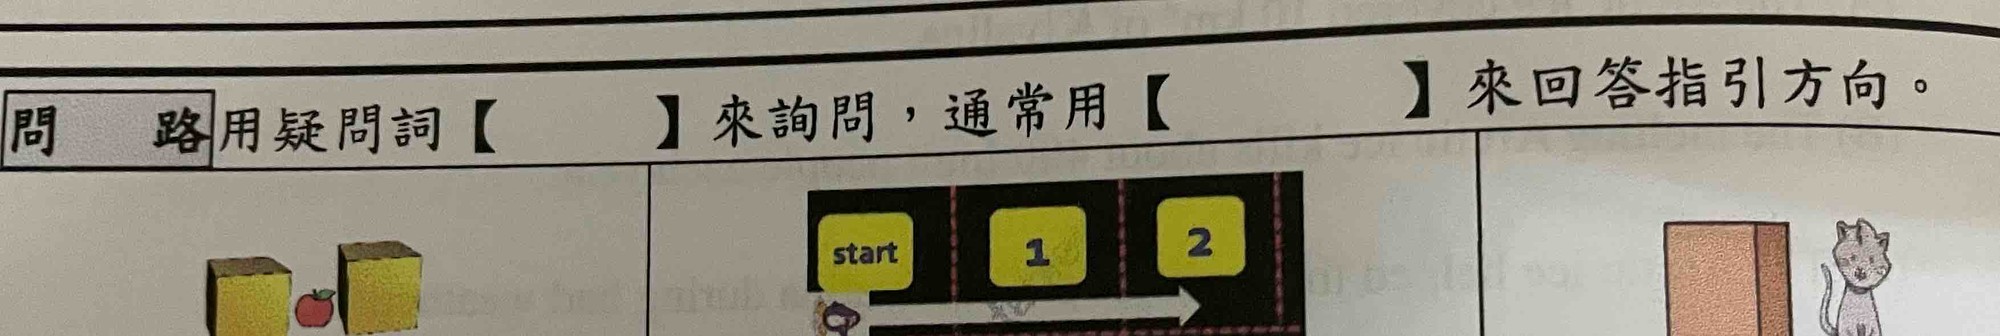 問　路用疑問詞【　　】來詢問，通常用【　　】來回答指引方向。
start 1 2